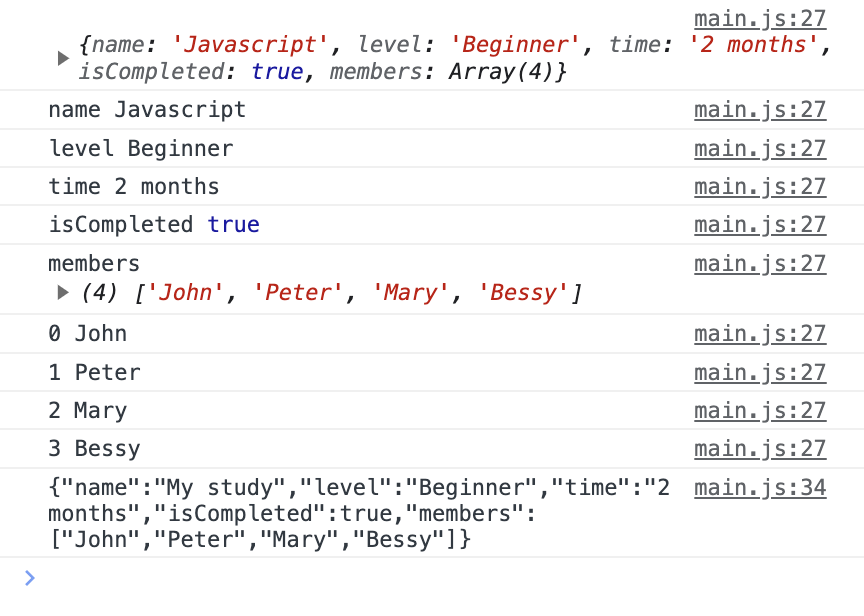 main.js:27
{name: 'Javascript', level: 'Beginner', time: '2 months',
isCompleted: true, members: Array(4)}
name Javascript main.js:27
level Beginner main.js:27
time 2 months main.js:27
isCompleted true main.js:27
members main.js:27
(4) ['John', 'Peter', 'Mary', 'Bessy']
0 John main.js:27
1 Peter main.js:27
2 Mary main.js:27
3 Bessy main.js:27
{"name":"My study","level":"Beginner","time":"2 main.js:34
months","isCompleted":true,"members":
["John","Peter","Mary","Bessy"]}